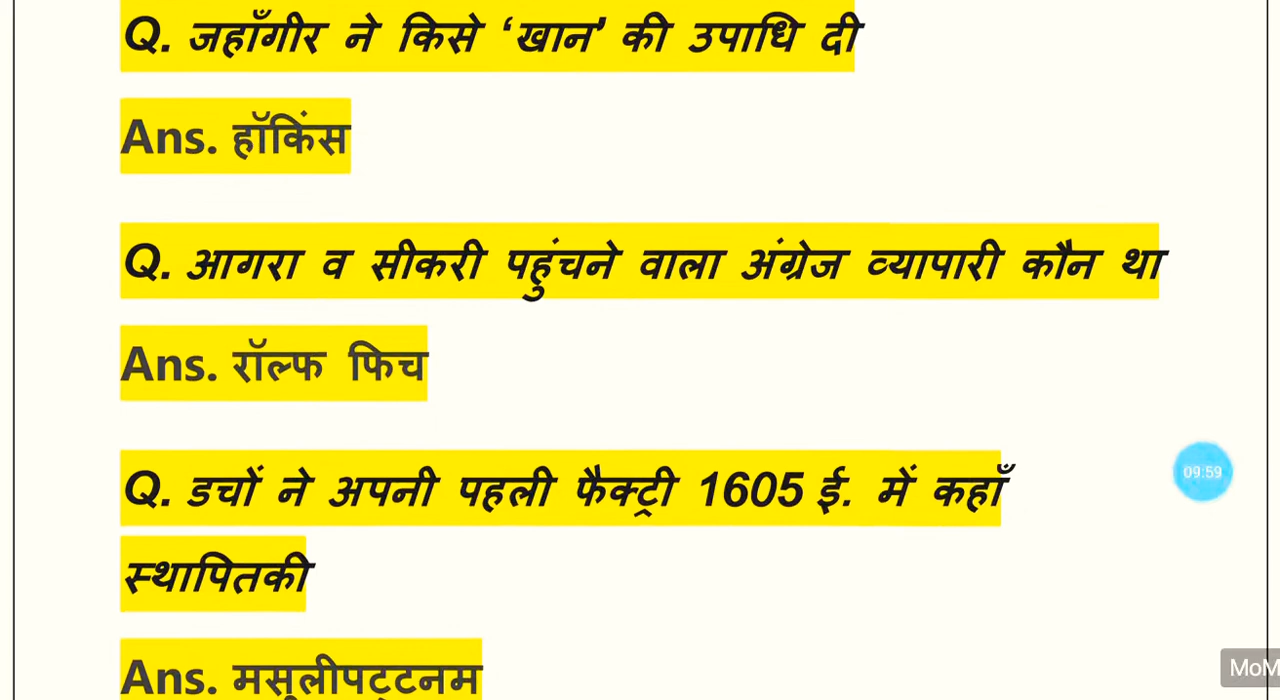 Q. जहाँगीर ने किसे ‘खान’ की उपाधि दी
Ans. हॉकिंस
Q. आगरा व सीकरी पहुंचने वाला अंग्रेज व्यापारी कौन था
Ans. रॉल्फ फिच
Q. डचों ने अपनी पहली फैक्ट्री 1605 ई. में कहाँ
09:59
स्थापितकी
Ans. मसूलीपट्टनम
MoM